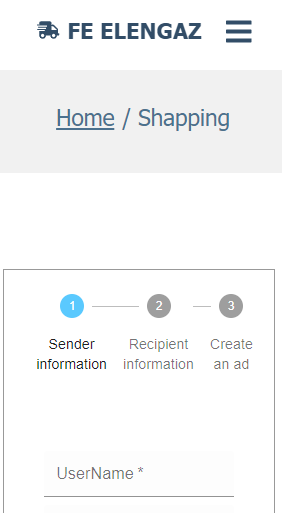 FE ELENGAZ
Home / Shapping
1 2 3
Sender Recipient Create
information information an ad
UserName *